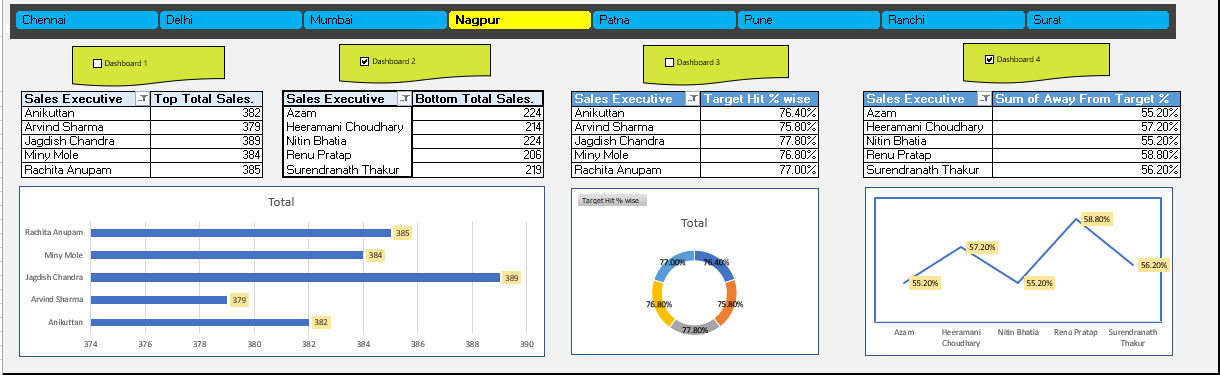 Chennai Delhi Mumbai Nagpur Patna Pune Ranchi Surat
Dashboard 1 Dashboard 2 Dashboard 3 Dashboard 4
Sales Executive Top Total Sales.
Anikuttan 382
Arvind Sharma 379
Jagdish Chandra 389
Miny Mole 384
Rachita Anupam 385
Sales Executive Bottom Total Sales.
Azam 224
Heeramani Choudhary 214
Nitin Bhatia 224
Renu Pratap 206
Surendranath Thakur 219
Sales Executive Target Hit % wise
Anikuttan 76.40%
Arvind Sharma 75.80%
Jagdish Chandra 77.80%
Miny Mole 76.80%
Rachita Anupam 77.00%
Sales Executive Sum of Away From Target %
Azam 55.20%
Heeramani Choudhary 57.20%
Nitin Bhatia 55.20%
Renu Pratap 58.80%
Surendranath Thakur 56.20%
Total
Rachita Anupam 385
Miny Mole 384
Jagdish Chandra 389
Arvind Sharma 379
Anikuttan 382
374 376 378 380 382 384 386 388 390
Target Hit % wise
Total
77.00% 76.40%
76.80% 75.80%
77.80%
58.80%
57.20%
56.20%
55.20% 55.20%
Azam Heeramani Nitin Bhatia Renu Pratap Surendranath
Choudhary Thakur